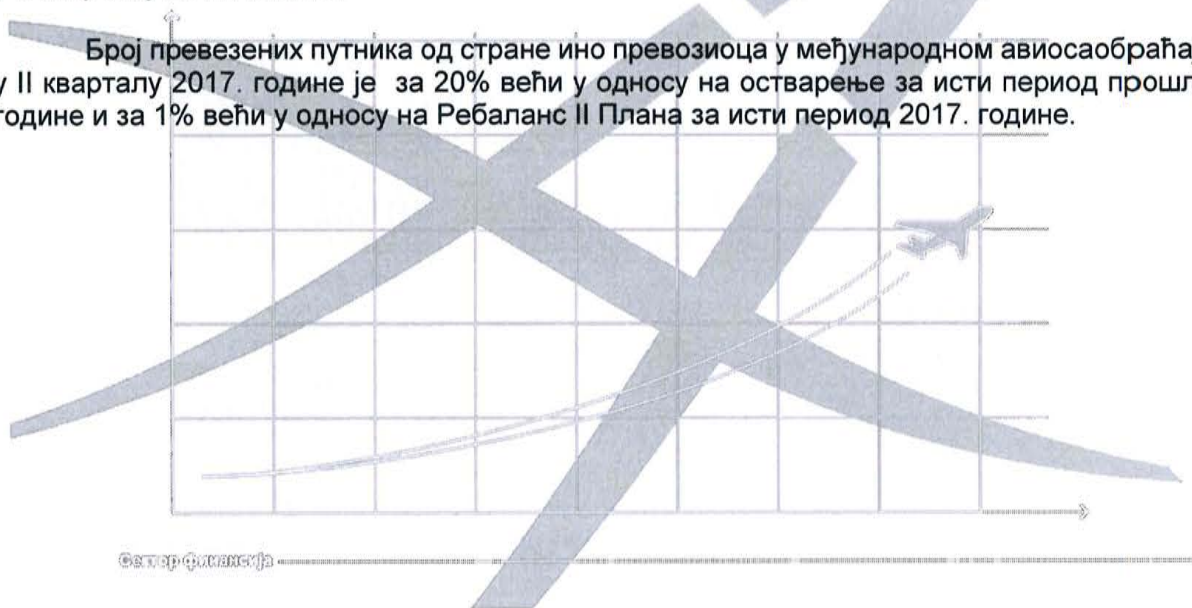 Број превезених путника од стране ино превозиоца у међународном авиосаобраћа
у II кварталу 2017. године је за 20% већи у односу на остварење за исти период прошл
године и за 1% већи у односу на Ребаланс II Плана за исти период 2017. године.
Сектор финансија